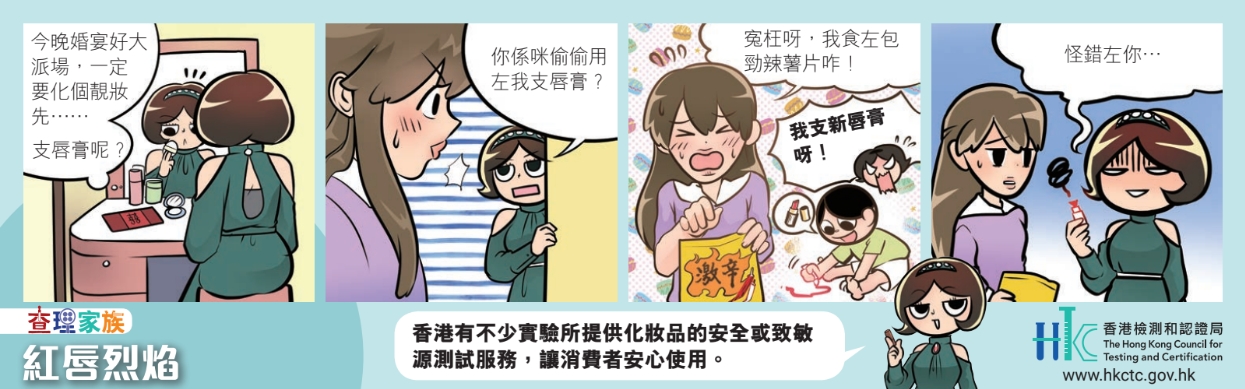 今晚婚宴好大
派場，一定
要化個靚妝
先⋯⋯
支唇膏呢？
囍
你係咪偷偷用
左我支唇膏？
冤枉呀，我食左包
勁辣薯片咋！
激辛
我支新唇膏
呀！
怪錯左你⋯
查理家族
紅唇烈焰
香港有不少實驗所提供化妝品的安全或致敏
源測試服務，讓消費者安心使用。
HKTC
香港檢測和認證局
The Hong Kong Council for
Testing and Certification
www.hkctc.gov.hk